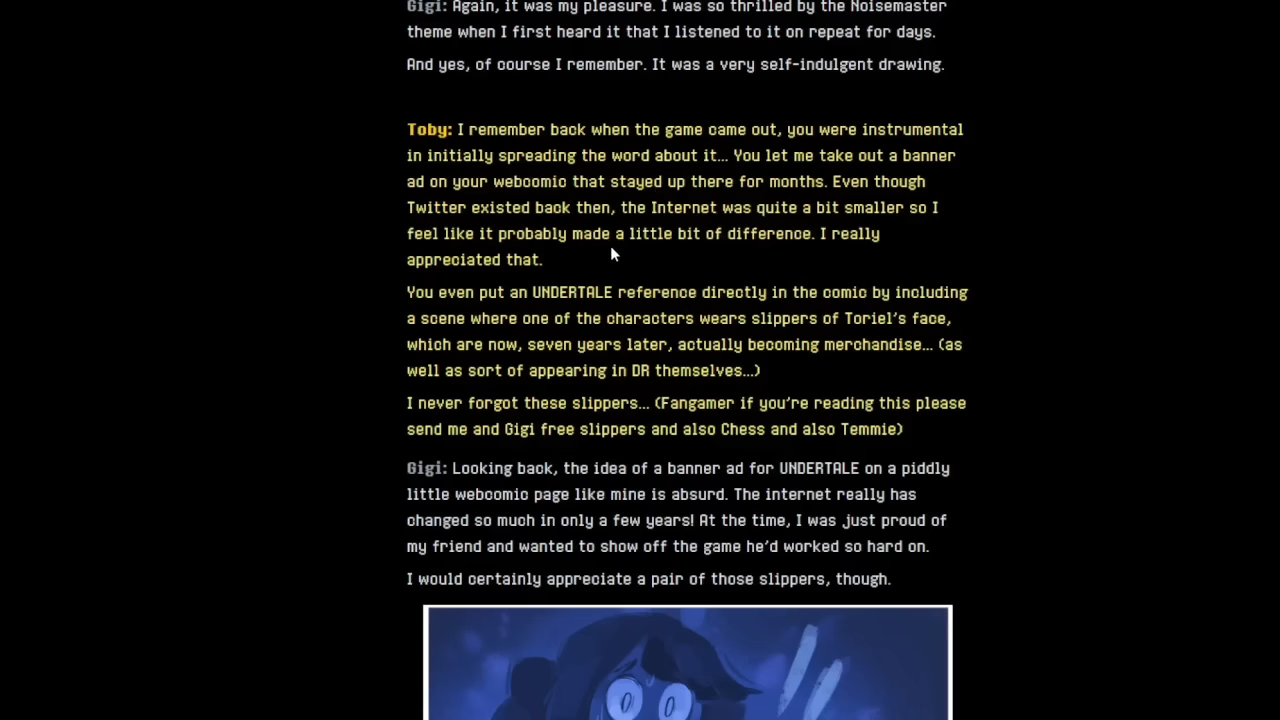 Gigi: Again, it was my pleasure. I was so thrilled by the Noisemaster
theme when I first heard it that I listened to it on repeat for days.
And yes, of course I remember. It was a very self-indulgent drawing.
Toby: I remember back when the game came out, you were instrumental
in initially spreading the word about it... You let me take out a banner
ad on your webcomic that stayed up there for months. Even though
Twitter existed back then, the Internet was quite a bit smaller so I
feel like it probably made a little bit of difference. I really
appreciated that.
You even put an UNDERTALE reference directly in the comic by including
a scene where one of the characters wears slippers of Toriel's face,
which are now, seven years later, actually becoming merchandise... (as
well as sort of appearing in DR themselves...)
I never forgot these slippers... (Fangamer if you're reading this please
send me and Gigi free slippers and also Chess and also Temmie)
Gigi: Looking back, the idea of a banner ad for UNDERTALE on a piddly
little webcomic page like mine is absurd. The internet really has
changed so much in only a few years! At the time, I was just proud of
my friend and wanted to show off the game he'd worked so hard on.
I would certainly appreciate a pair of those slippers, though.